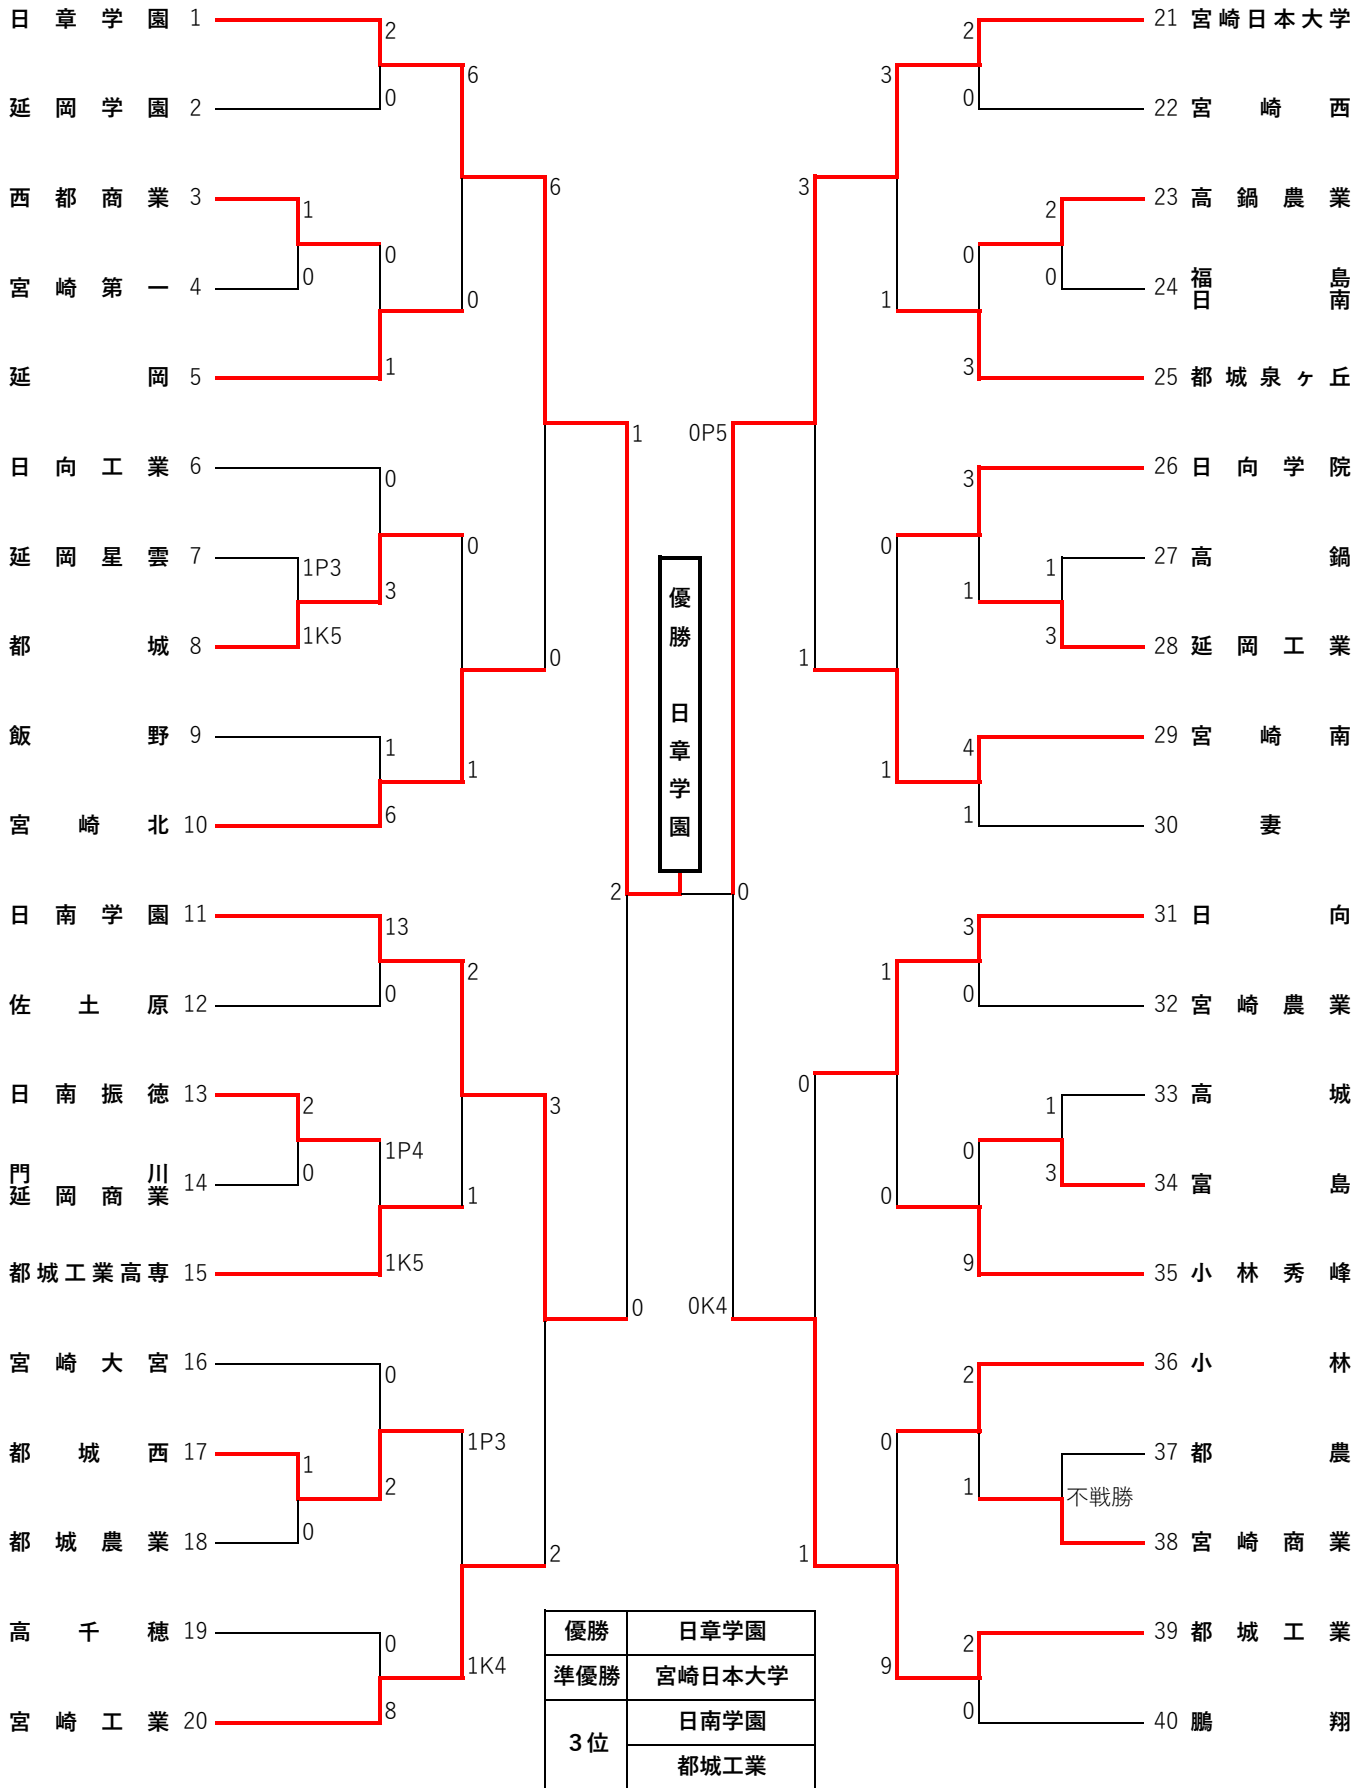 日章学園 1
2
0
延岡学園 2
6
西都商業 3
1
0
宮崎第一 4
0
1
延岡 5
0
6
日向工業 6
0
延岡星雲 7
1P3
1K5
都城 8
3
0
飯野 9
1
6
宮崎北 10
1
0
1
日南学園 11
13
0
佐土原 12
2
日南振徳 13
2
0
門川
延岡商業 14
1P4
1K5
都城工業高専 15
1
3
宮崎大宮 16
0
都城西 17
1
0
都城農業 18
2
1P3
高千穂 19
0
8
宮崎工業 20
1K4
2
0
2
優勝 日章学園
0
21 宮崎日本大学
2
0
22 宮崎西
3
23 高鍋農業
2
0
24 福島
日南
0
3
25 都城泉ヶ丘
1
3
26 日向学院
3
27 高鍋
1
3
28 延岡工業
1
0
29 宮崎南
4
1
30 妻
1
1
0P5
31 日向
3
0
32 宮崎農業
1
33 高城
1
3
34 富島
0
9
35 小林秀峰
0
0
36 小林
2
37 都農
不戦勝
38 宮崎商業
1
0
39 都城工業
2
0
40 鵬翔
9
1
0K4
優勝 日章学園
準優勝 宮崎日本大学
3位 日南学園
都城工業